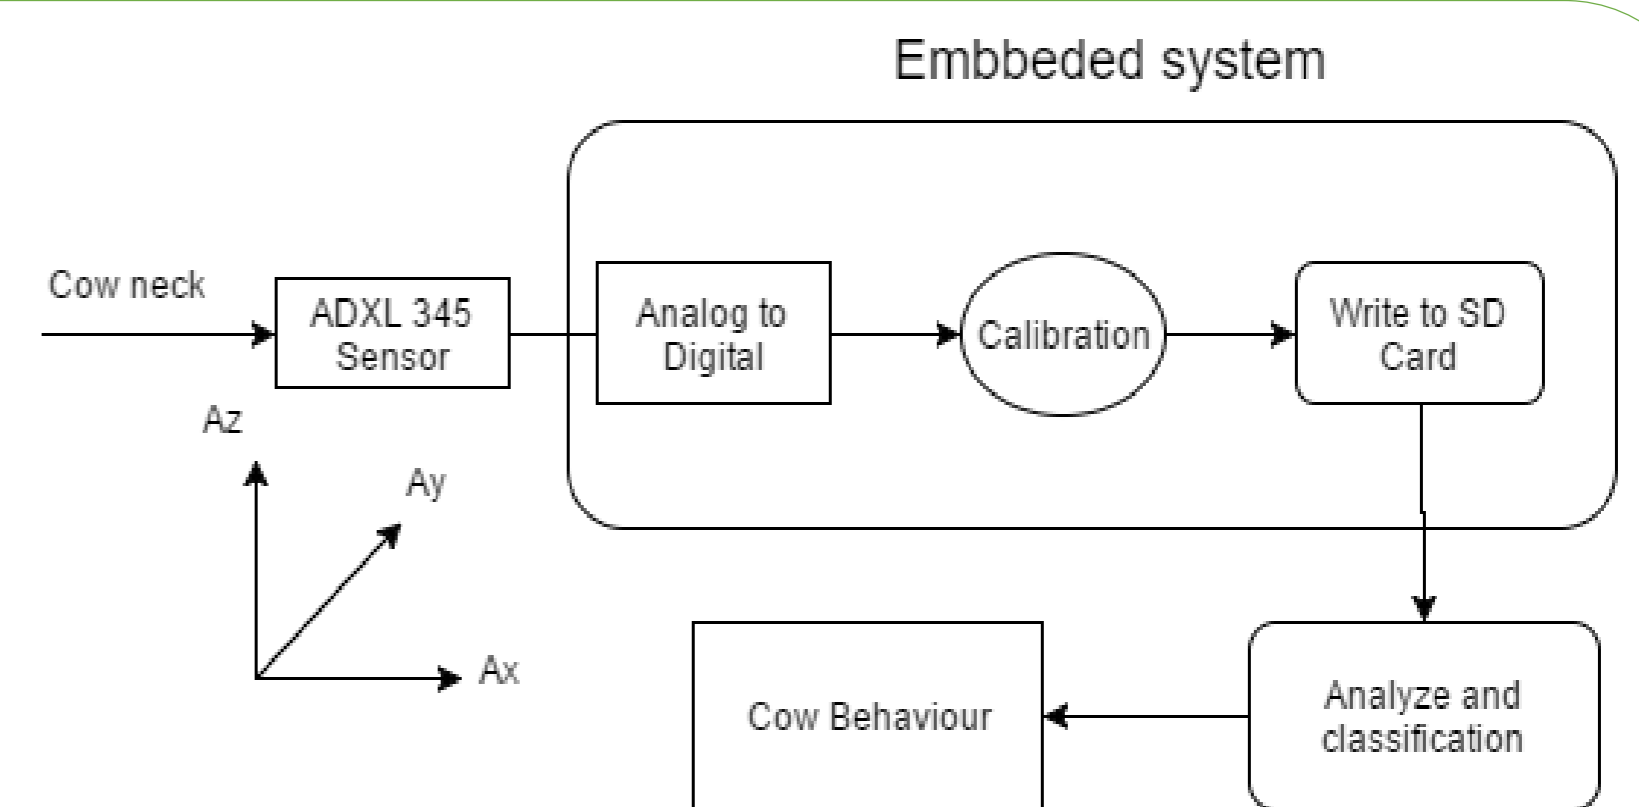 Embbeded system
Cow neck
ADXL 345
Sensor
Analog to
Digital
Calibration
Write to SD
Card
Az
Ay
Ax
Cow Behaviour
Analyze and
classification